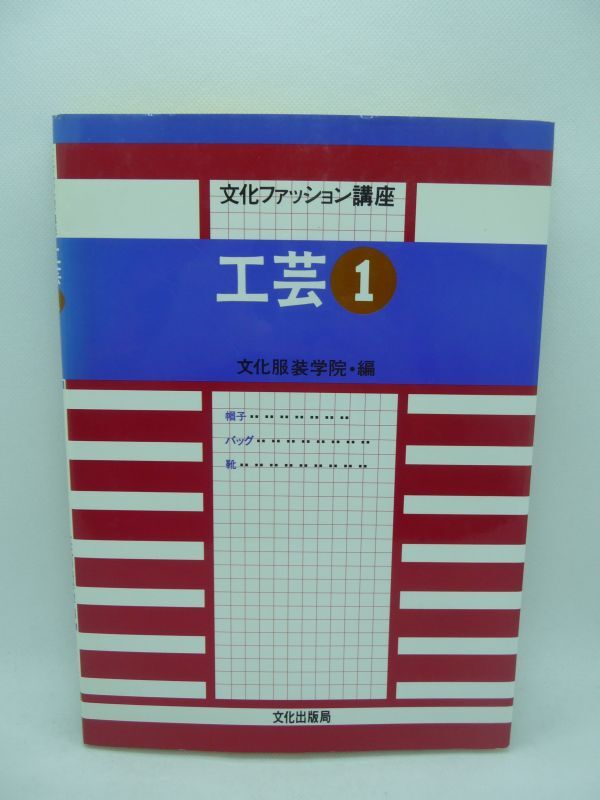 文化ファッション講座
工芸 1
文化服装学院・編
帽子
バッグ
靴
文化出版局